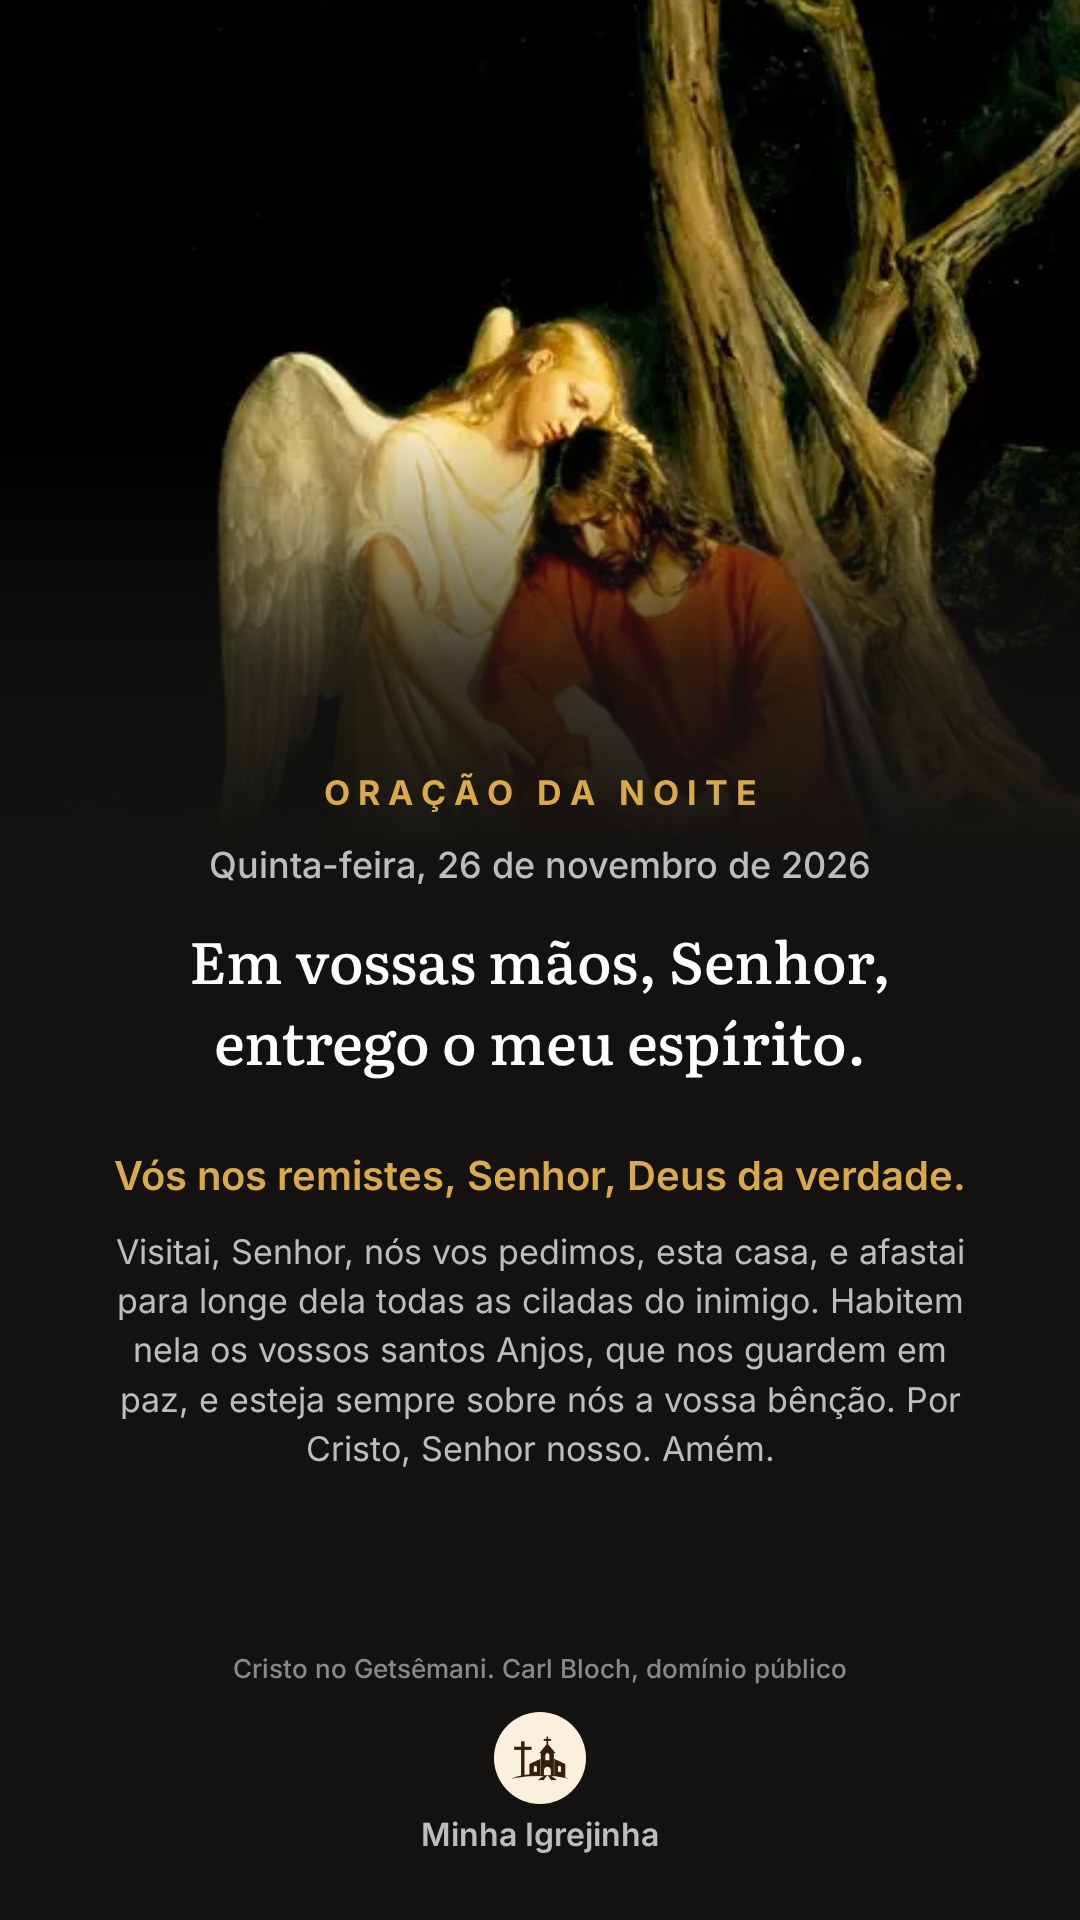 ORAÇÃO DA NOITE
Quinta-feira, 26 de novembro de 2026
Em vossas mãos, Senhor,
entrego o meu espírito.
Vós nos remistes, Senhor, Deus da verdade.
Visitai, Senhor, nós vos pedimos, esta casa, e afastai
para longe dela todas as ciladas do inimigo. Habitem
nela os vossos santos Anjos, que nos guardem em
paz, e esteja sempre sobre nós a vossa bênção. Por
Cristo, Senhor nosso. Amém.
Cristo no Getsêmani. Carl Bloch, domínio público
Minha Igrejinha